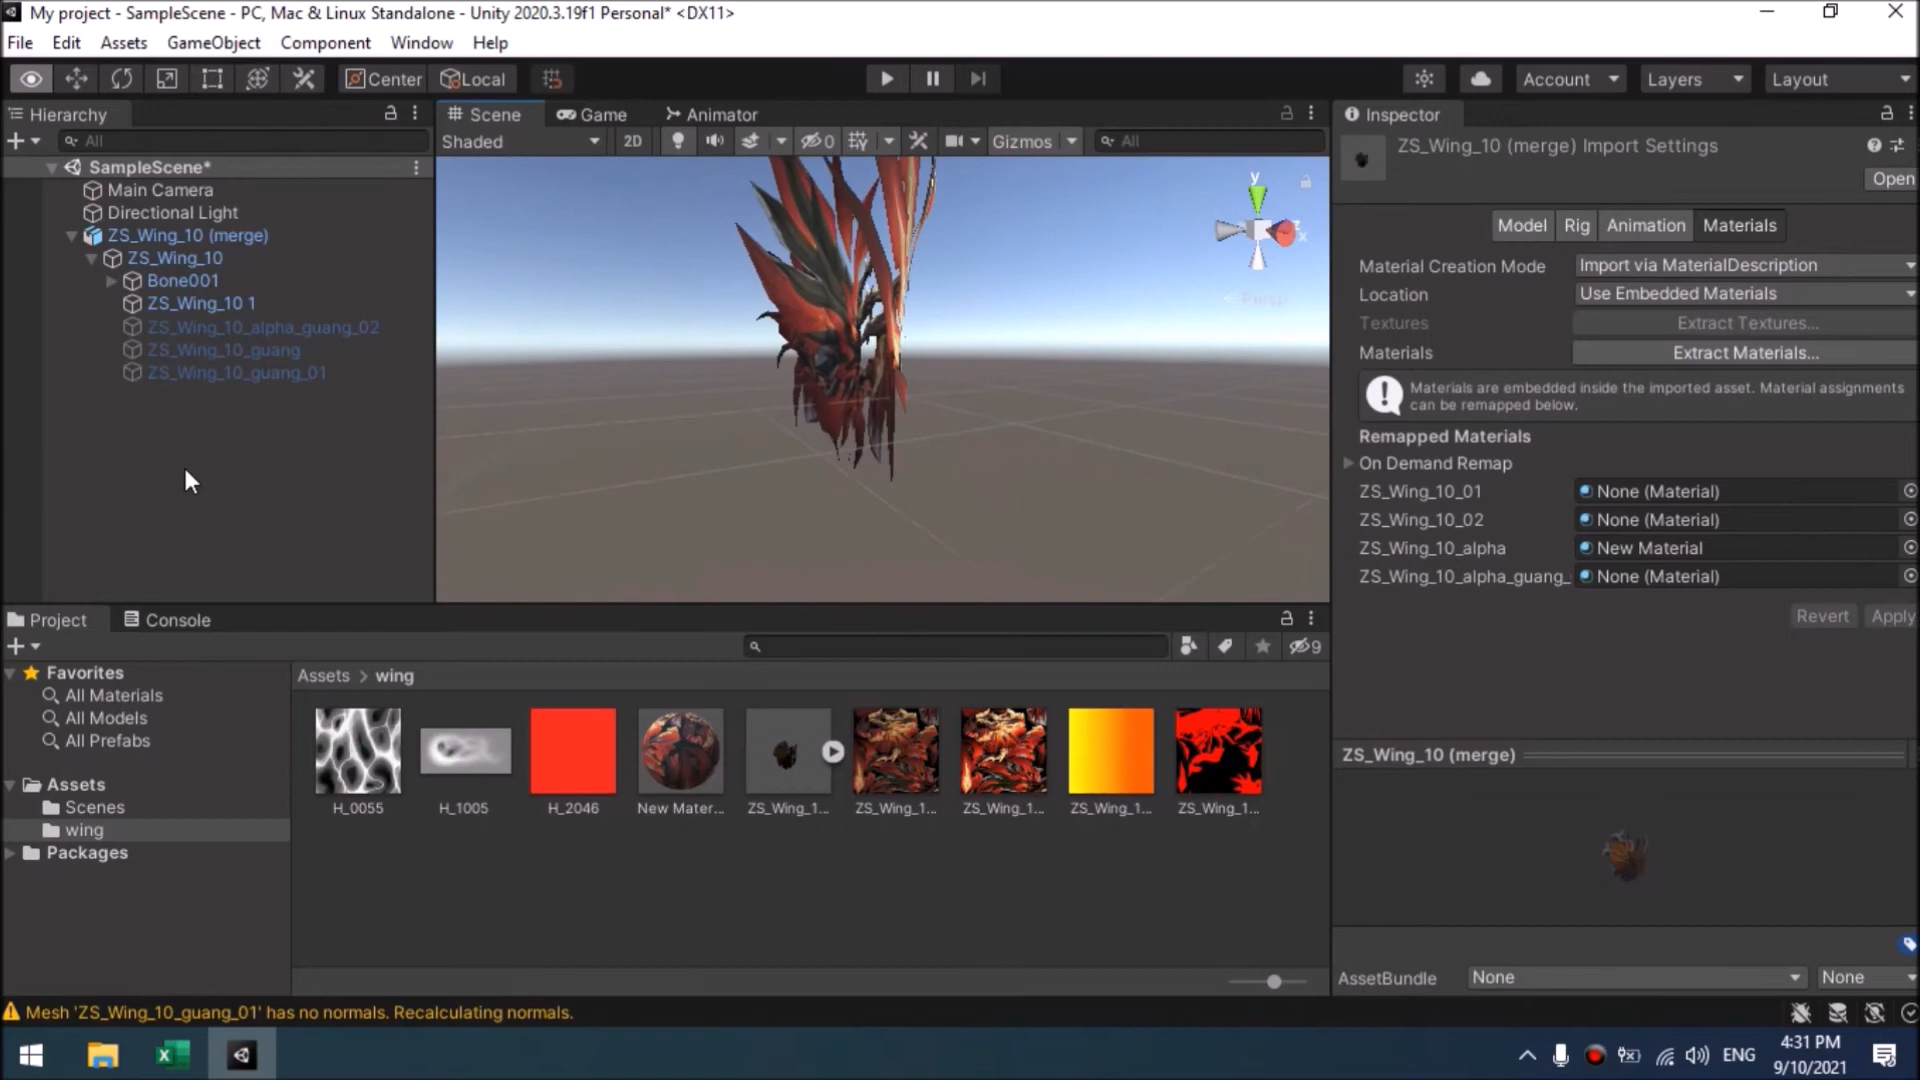 My project - SampleScene - PC, Mac & Linux Standalone - Unity 2020.3.19f1 Personal* <DX11>
File Edit Assets GameObject Component Window Help
Center Local Account Layers Layout
Hierarchy
All
SampleScene*
Main Camera
Directional Light
ZS_Wing_10 (merge)
ZS_Wing_10
Bone001
ZS_Wing_10 1
ZS_Wing_10_alpha_guang_02
ZS_Wing_10_guang
ZS_Wing_10_guang_01
Scene Game Animator
Shaded 2D 0 Gizmos All
y
x
Persp
Inspector
ZS_Wing_10 (merge) Import Settings
Open
Model Rig Animation Materials
Material Creation Mode Import via MaterialDescription
Location Use Embedded Materials
Textures Extract Textures...
Materials Extract Materials...
Materials are embedded inside the imported asset. Material assignments
can be remapped below.
Remapped Materials
On Demand Remap
ZS_Wing_10_01 None (Material)
ZS_Wing_10_02 None (Material)
ZS_Wing_10_alpha New Material
ZS_Wing_10_alpha_guang_ None (Material)
Revert Apply
ZS_Wing_10 (merge)
AssetBundle None None
Project Console
9
Favorites
All Materials
All Models
All Prefabs
Assets
Scenes
wing
Packages
Assets > wing
H_0055 H_1005 H_2046 New Mater... ZS_Wing_1... ZS_Wing_1... ZS_Wing_1... ZS_Wing_1... ZS_Wing_1...
Mesh 'ZS_Wing_10_guang_01' has no normals. Recalculating normals.
ENG
4:31 PM
9/10/2021